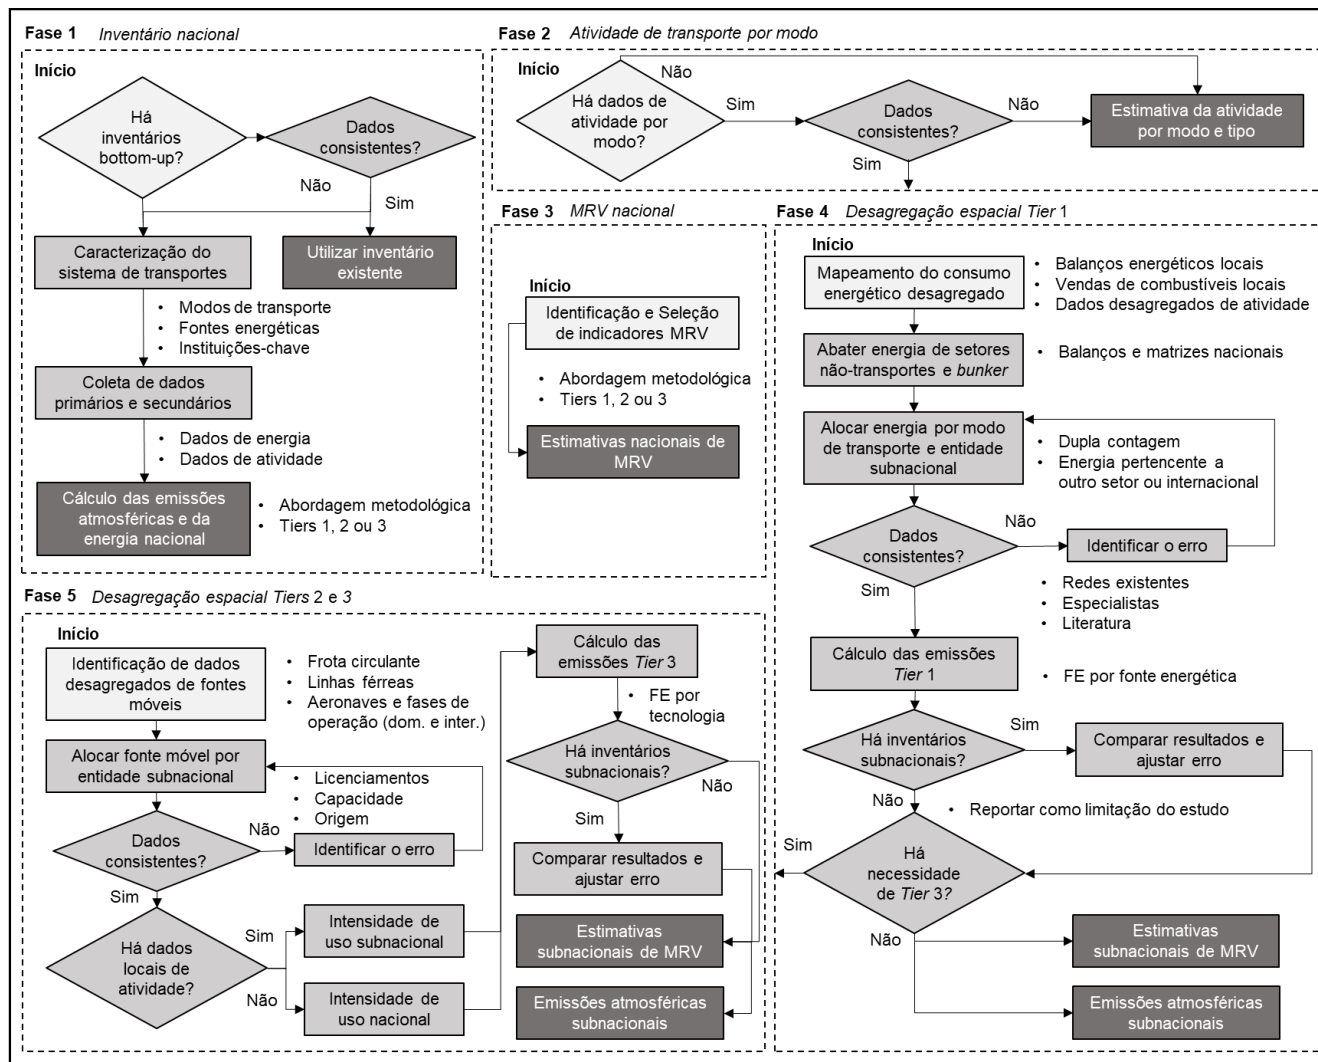 Fase 1 Inventário nacional
Início
Há
inventários
bottom-up?
Dados
consistentes?
Não
Sim
Caracterização do
sistema de transportes
Utilizar inventário
existente
• Modos de transporte
• Fontes energéticas
• Instituições-chave
Coleta de dados
primários e secundários
• Dados de energia
• Dados de atividade
Cálculo das emissões
atmosféricas e da
energia nacional
• Abordagem metodológica
• Tiers 1, 2 ou 3
Fase 2 Atividade de transporte por modo
Início
Não
Há dados de
atividade por
modo?
Sim
Dados
consistentes?
Não
Sim
Estimativa da atividade
por modo e tipo
Fase 3 MRV nacional
Início
Identificação e Seleção
de indicadores MRV
• Abordagem metodológica
• Tiers 1, 2 ou 3
Estimativas nacionais de
MRV
Fase 4 Desagregação espacial Tier 1
Início
Mapeamento do consumo
energético desagregado
• Balanços energéticos locais
• Vendas de combustíveis locais
• Dados desagregados de atividade
Abater energia de setores
não-transportes e bunker
• Balanços e matrizes nacionais
Alocar energia por modo
de transporte e entidade
subnacional
• Dupla contagem
• Energia pertencente a
outro setor ou internacional
Dados
consistentes?
Não
Identificar o erro
Sim
• Redes existentes
• Especialistas
• Literatura
Cálculo das emissões
Tier 1
• FE por fonte energética
Há inventários
subnacionais?
Sim
Comparar resultados e
ajustar erro
Não
• Reportar como limitação do estudo
Há
necessidade
de Tier 3?
Sim
Não
Estimativas
subnacionais de MRV
Emissões atmosféricas
subnacionais
Fase 5 Desagregação espacial Tiers 2 e 3
Início
Identificação de dados
desagregados de fontes
móveis
• Frota circulante
• Linhas férreas
• Aeronaves e fases de
operação (dom. e inter.)
Alocar fonte móvel por
entidade subnacional
• Licenciamentos
• Capacidade
• Origem
Dados
consistentes?
Não
Identificar o erro
Sim
Há dados
locais de
atividade?
Sim
Intensidade de
uso subnacional
Não
Intensidade de
uso nacional
Cálculo das
emissões Tier 3
• FE por
tecnologia
Há inventários
subnacionais?
Não
Sim
Comparar resultados e
ajustar erro
Estimativas
subnacionais de MRV
Emissões atmosféricas
subnacionais